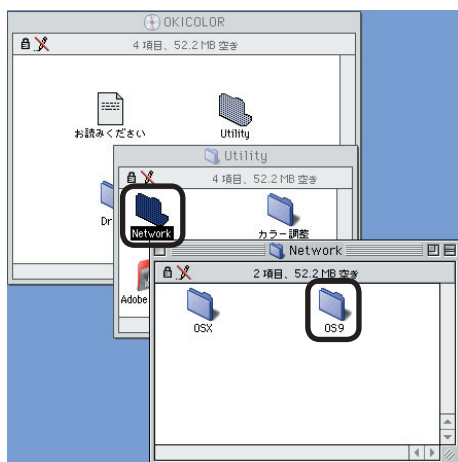 OKICOLOR
4 項目、52.2 MB 空き
お読みください
Utility
Utility
4 項目、52.2 MB 空き
Dr
Network
カラー調整
Adobe
Network
2 項目、52.2 MB 空き
OSX
OS9